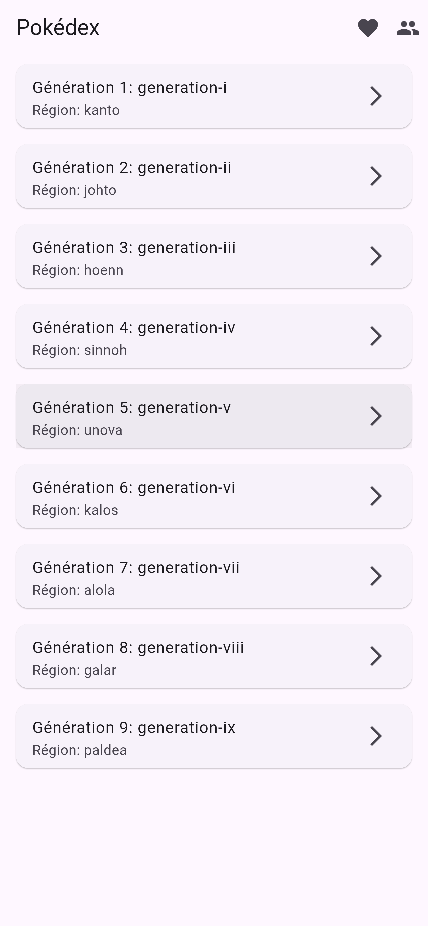 Pokédex
Génération 1: generation-i
Région: kanto
Génération 2: generation-ii
Région: johto
Génération 3: generation-iii
Région: hoenn
Génération 4: generation-iv
Région: sinnoh
Génération 5: generation-v
Région: unova
Génération 6: generation-vi
Région: kalos
Génération 7: generation-vii
Région: alola
Génération 8: generation-viii
Région: galar
Génération 9: generation-ix
Région: paldea